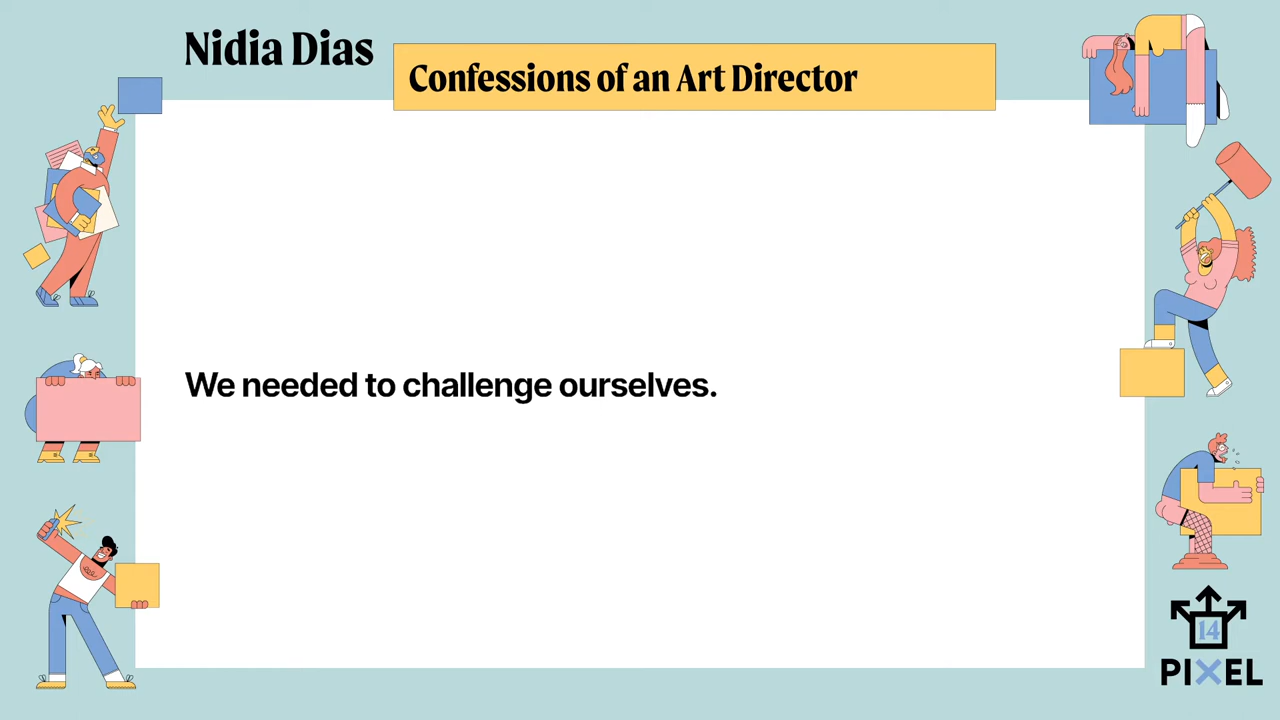 Nidia Dias
Confessions of an Art Director
We needed to challenge ourselves.
14
PIXEL